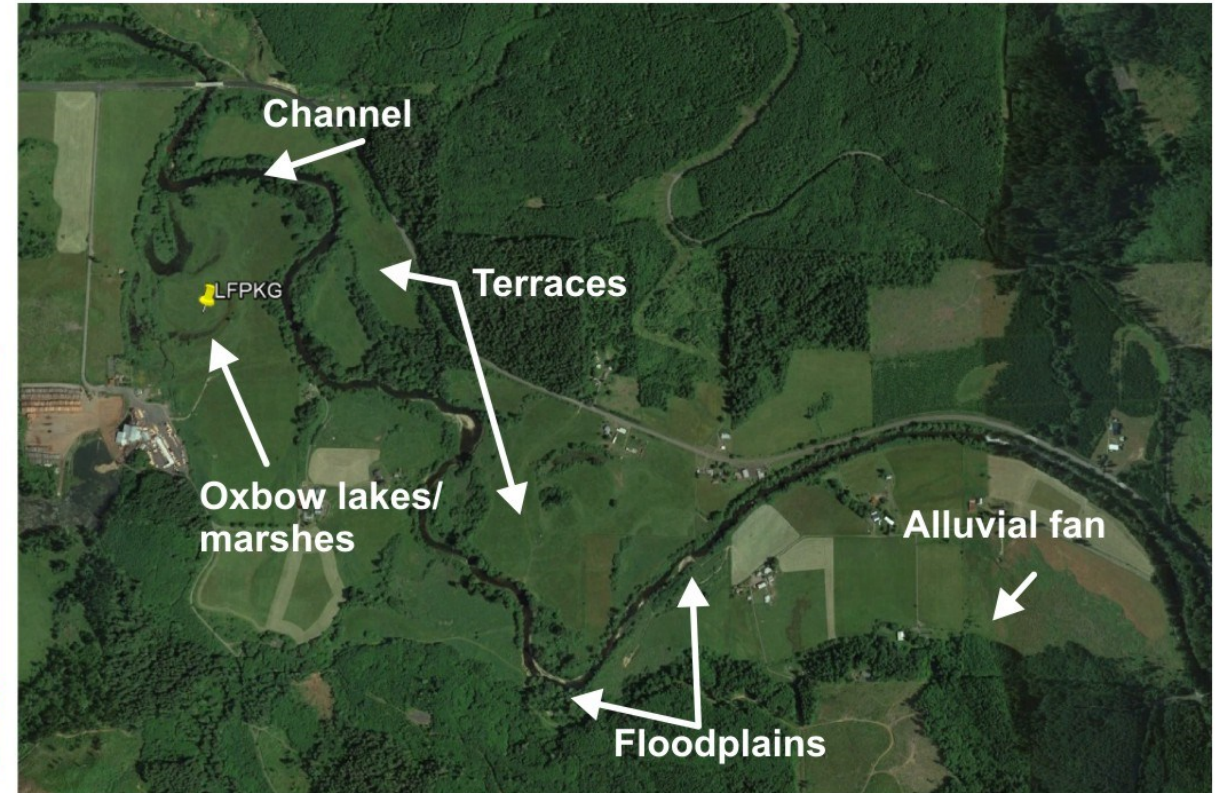 Channel
Terraces
LFPKG
Oxbow lakes/
marshes
Alluvial fan
Floodplains